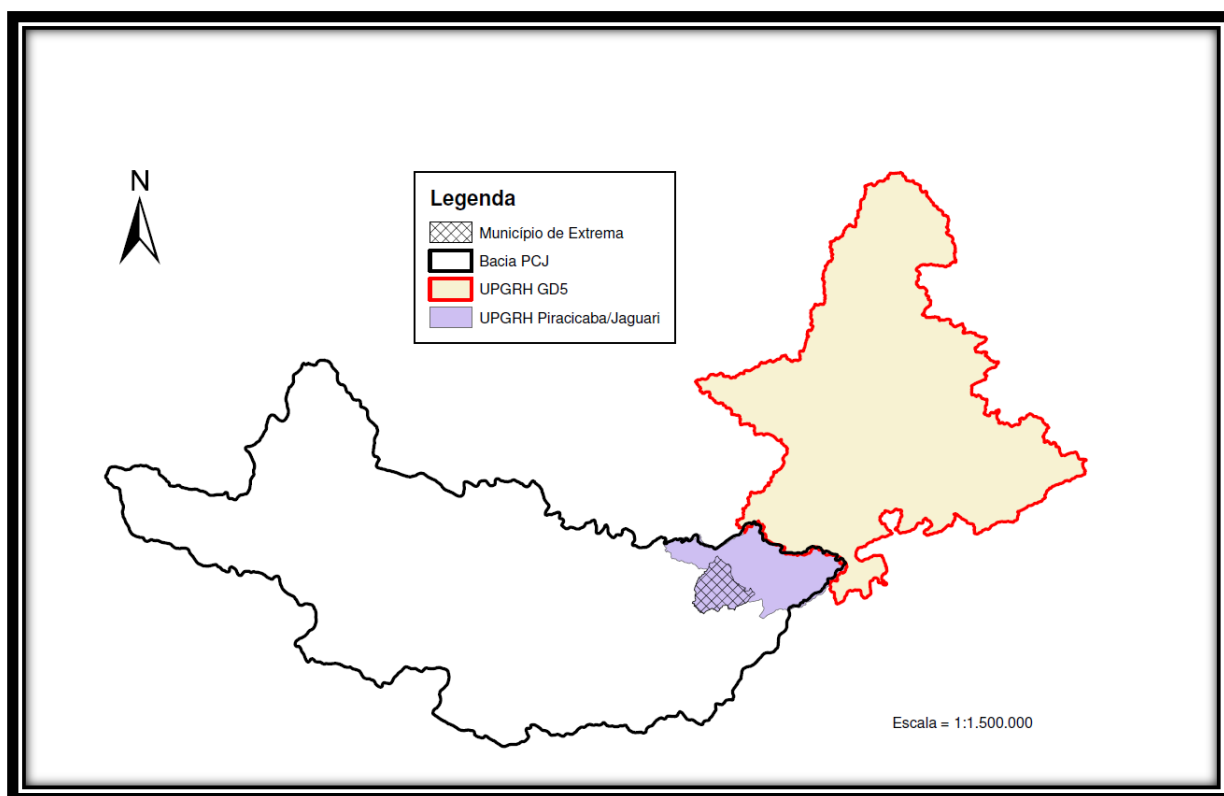 N
Legenda
Município de Extrema
Bacia PCJ
UPGRH GD5
UPGRH Piracicaba/Jaguari
Escala = 1:1.500.000